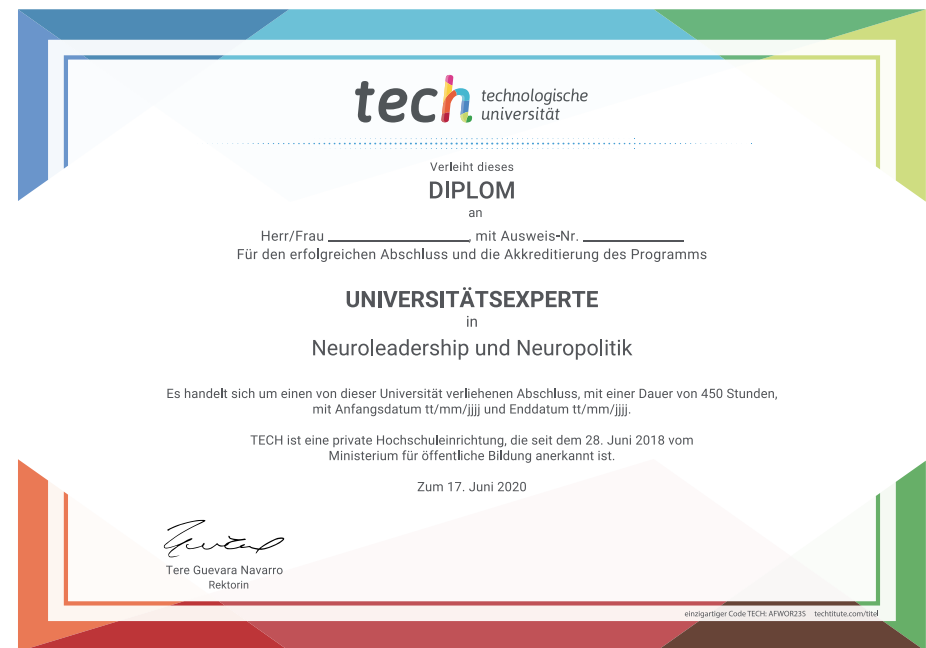 tech technologische
universität
Verleiht dieses
DIPLOM
an
Herr/Frau ____________________, mit Ausweis-Nr. ______________
Für den erfolgreichen Abschluss und die Akkreditierung des Programms
UNIVERSITÄTSEXPERTE
in
Neuroleadership und Neuropolitik
Es handelt sich um einen von dieser Universität verliehenen Abschluss, mit einer Dauer von 450 Stunden,
mit Anfangsdatum tt/mm/jjjj und Enddatum tt/mm/jjjj.
TECH ist eine private Hochschuleinrichtung, die seit dem 28. Juni 2018 vom
Ministerium für öffentliche Bildung anerkannt ist.
Zum 17. Juni 2020
Tere Guevara Navarro
Rektorin
einzigartiger Code TECH: AFWOR23S techtitute.com/titel